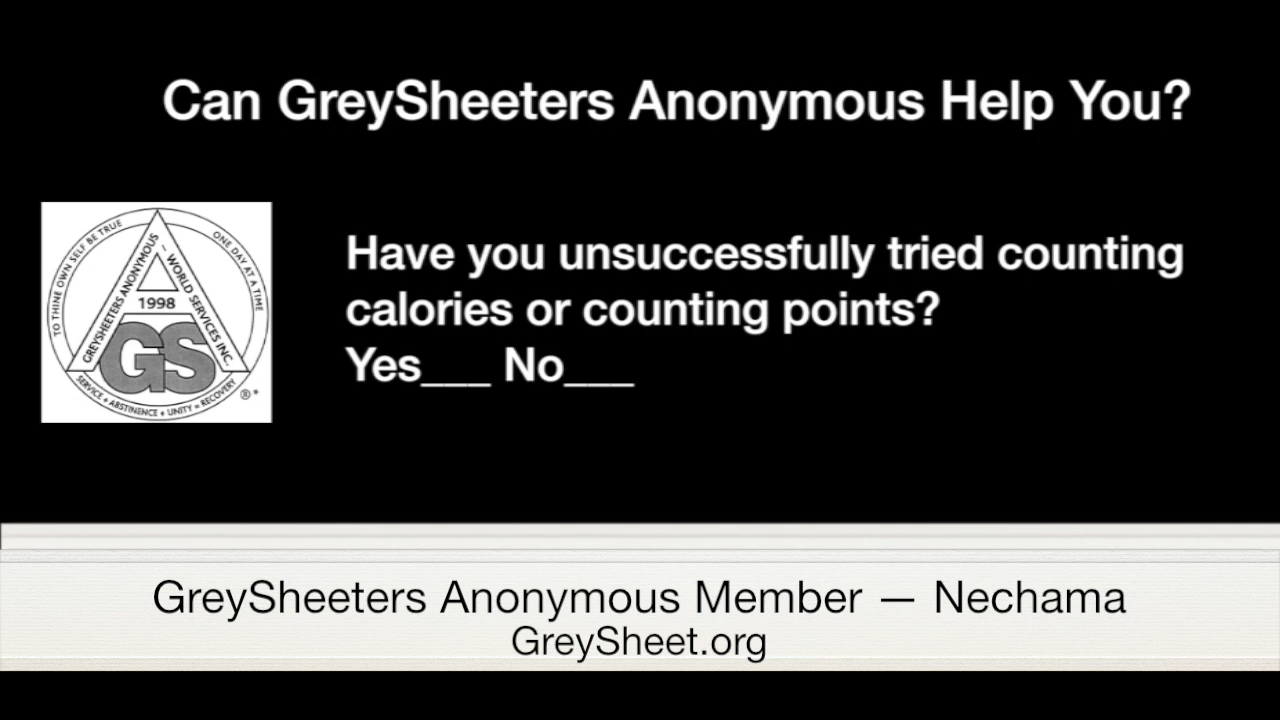 Can GreySheeters Anonymous Help You?
TO THINE OWN SELF BE TRUE
ONE DAY AT A TIME
GREYSHEETERS ANONYMOUS – WORLD SERVICES INC.
1998
GS
SERVICE + ABSTINENCE + UNITY = RECOVERY
®*
Have you unsuccessfully tried counting
calories or counting points?
Yes___ No___
GreySheeters Anonymous Member — Nechama
GreySheet.org